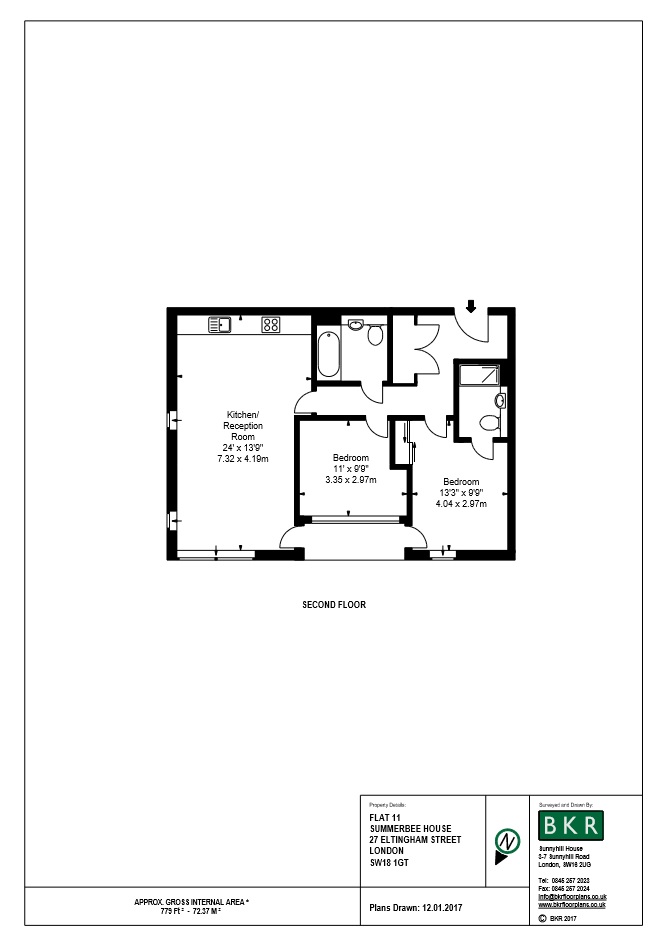 Kitchen/
Reception
Room
24' x 13'9"
7.32 x 4.19m
Bedroom
11' x 9'9"
3.35 x 2.97m
Bedroom
13'3" x 9'9"
4.04 x 2.97m
SECOND FLOOR
Property Details:
FLAT 11
SUMMERBEE HOUSE
27 ELTINGHAM STREET
LONDON
SW18 1GT
N
Surveyed and Drawn By:
BKR
Sunnyhill House
3-7 Sunnyhill Road
London, SW16 2UG
Tel: 0845 257 2023
Fax: 0845 257 2024
info@bkrfloorplans.co.uk
www.bkrfloorplans.co.uk
© BKR 2017
APPROX. GROSS INTERNAL AREA *
779 Ft ² - 72.37 M ²
Plans Drawn: 12.01.2017